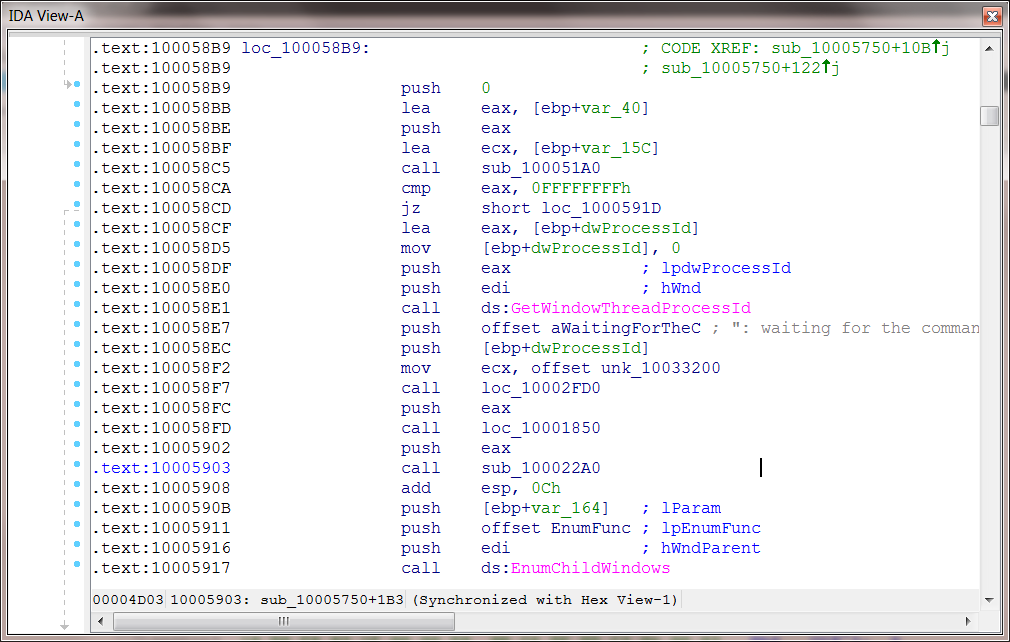 IDA View-A
.text:100058B9 loc_100058B9: ; CODE XREF: sub_10005750+10B↑j
.text:100058B9 ; sub_10005750+122↑j
.text:100058B9 push 0
.text:100058BB lea eax, [ebp+var_40]
.text:100058BE push eax
.text:100058BF lea ecx, [ebp+var_15C]
.text:100058C5 call sub_100051A0
.text:100058CA cmp eax, 0FFFFFFFFh
.text:100058CD jz short loc_1000591D
.text:100058CF lea eax, [ebp+dwProcessId]
.text:100058D5 mov [ebp+dwProcessId], 0
.text:100058DF push eax ; lpdwProcessId
.text:100058E0 push edi ; hWnd
.text:100058E1 call ds:GetWindowThreadProcessId
.text:100058E7 push offset aWaitingForTheC ; ": waiting for the comman
.text:100058EC push [ebp+dwProcessId]
.text:100058F2 mov ecx, offset unk_10033200
.text:100058F7 call loc_10002FD0
.text:100058FC push eax
.text:100058FD call loc_10001850
.text:10005902 push eax
.text:10005903 call sub_100022A0
.text:10005908 add esp, 0Ch
.text:1000590B push [ebp+var_164] ; lParam
.text:10005911 push offset EnumFunc ; lpEnumFunc
.text:10005916 push edi ; hWndParent
.text:10005917 call ds:EnumChildWindows
00004D03 10005903: sub_10005750+1B3 (Synchronized with Hex View-1)